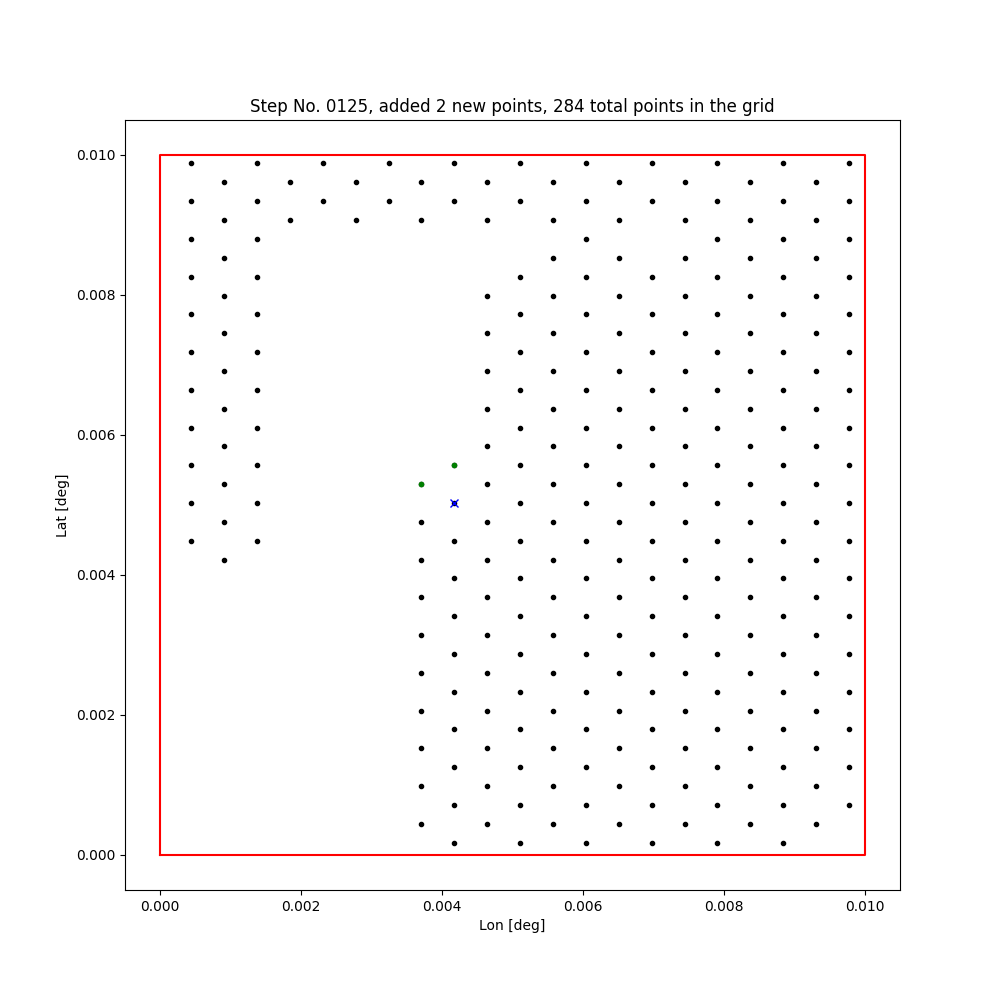 Step No. 0125, added 2 new points, 284 total points in the grid
0.010
0.008
0.006
0.004
0.002
0.000
Lat [deg]
0.000 0.002 0.004 0.006 0.008 0.010
Lon [deg]